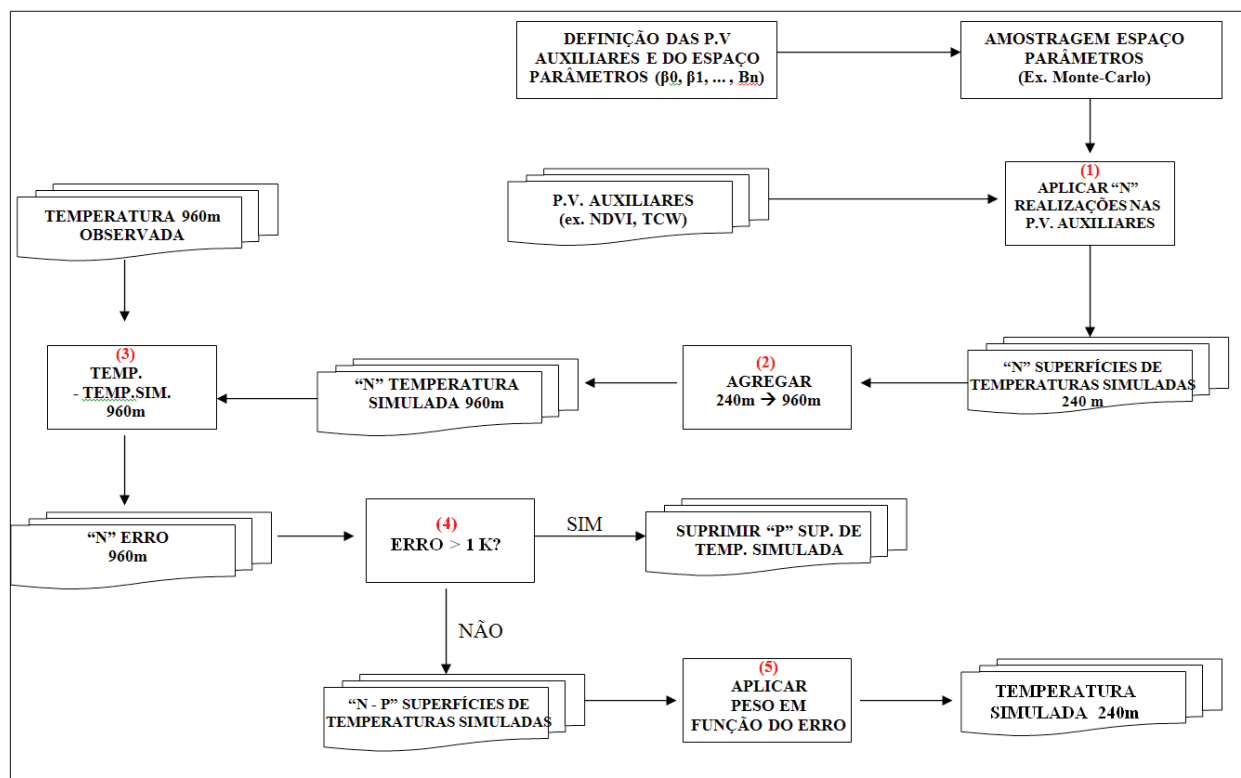 DEFINIÇÃO DAS P.V
AUXILIARES E DO ESPAÇO
PARÂMETROS (β0, β1, ... , Bn)
AMOSTRAGEM ESPAÇO
PARÂMETROS
(Ex. Monte-Carlo)
TEMPERATURA 960m
OBSERVADA
P.V. AUXILIARES
(ex. NDVI, TCW)
(1)
APLICAR “N”
REALIZAÇÕES NAS
P.V. AUXILIARES
(3)
TEMP.
- TEMP.SIM.
960m
“N” TEMPERATURA
SIMULADA 960m
(2)
AGREGAR
240m → 960m
“N” SUPERFÍCIES DE
TEMPERATURAS SIMULADAS
240 m
“N” ERRO
960m
(4)
ERRO > 1 K?
SIM
SUPRIMIR “P” SUP. DE
TEMP. SIMULADA
NÃO
“N - P” SUPERFÍCIES DE
TEMPERATURAS SIMULADAS
(5)
APLICAR
PESO EM
FUNÇÃO DO ERRO
TEMPERATURA
SIMULADA 240m